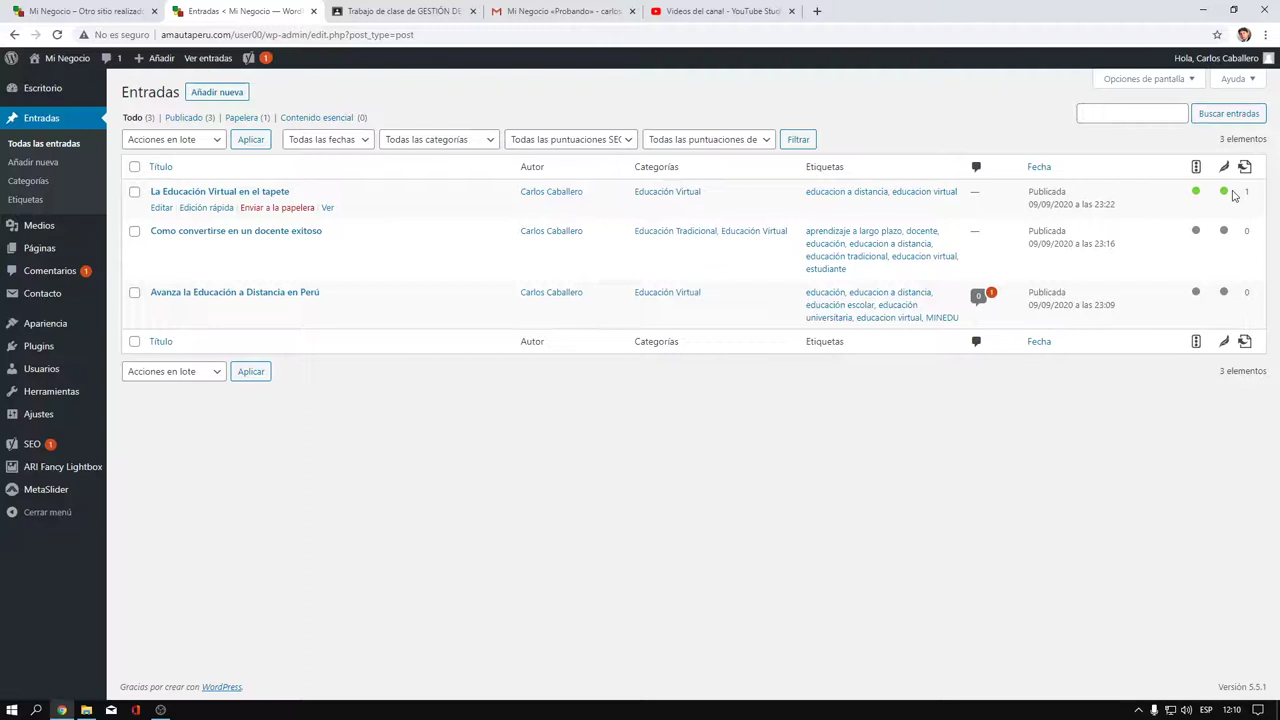 Mi Negocio – Otro sitio realizado
Entradas < Mi Negocio — WordP
Trabajo de clase de GESTIÓN DE
Mi Negocio «Probando» - carlos
Videos del canal - YouTube Stud
No es seguro | amautaperu.com/user00/wp-admin/edit.php?post_type=post
Mi Negocio 1 Añadir Ver entradas 1 Hola, Carlos Caballero
Opciones de pantalla Ayuda
Escritorio
Entradas
Todas las entradas
Añadir nueva
Categorías
Etiquetas
Medios
Páginas
Comentarios 1
Contacto
Apariencia
Plugins
Usuarios
Herramientas
Ajustes
SEO 1
ARI Fancy Lightbox
MetaSlider
Cerrar menú
Entradas Añadir nueva
Todo (3) | Publicado (3) | Papelera (1) | Contenido esencial (0)
Buscar entradas
Acciones en lote Aplicar Todas las fechas Todas las categorías Todas las puntuaciones SEO Todas las puntuaciones de Filtrar
3 elementos
Título Autor Categorías Etiquetas Fecha
La Educación Virtual en el tapete Carlos Caballero Educación Virtual educacion a distancia, educacion virtual — Publicada 1
Editar | Edición rápida | Enviar a la papelera | Ver 09/09/2020 a las 23:22
Como convertirse en un docente exitoso Carlos Caballero Educación Tradicional, Educación Virtual aprendizaje a largo plazo, docente, — Publicada 0
educación, educacion a distancia, 09/09/2020 a las 23:16
educación tradicional, educacion virtual,
estudiante
Avanza la Educación a Distancia en Perú Carlos Caballero Educación Virtual educación, educacion a distancia, 0 1 Publicada 0
educación escolar, educación 09/09/2020 a las 23:09
universitaria, educacion virtual, MINEDU
Título Autor Categorías Etiquetas Fecha
Acciones en lote Aplicar
3 elementos
Gracias por crear con WordPress. Versión 5.5.1
ESP 12:10